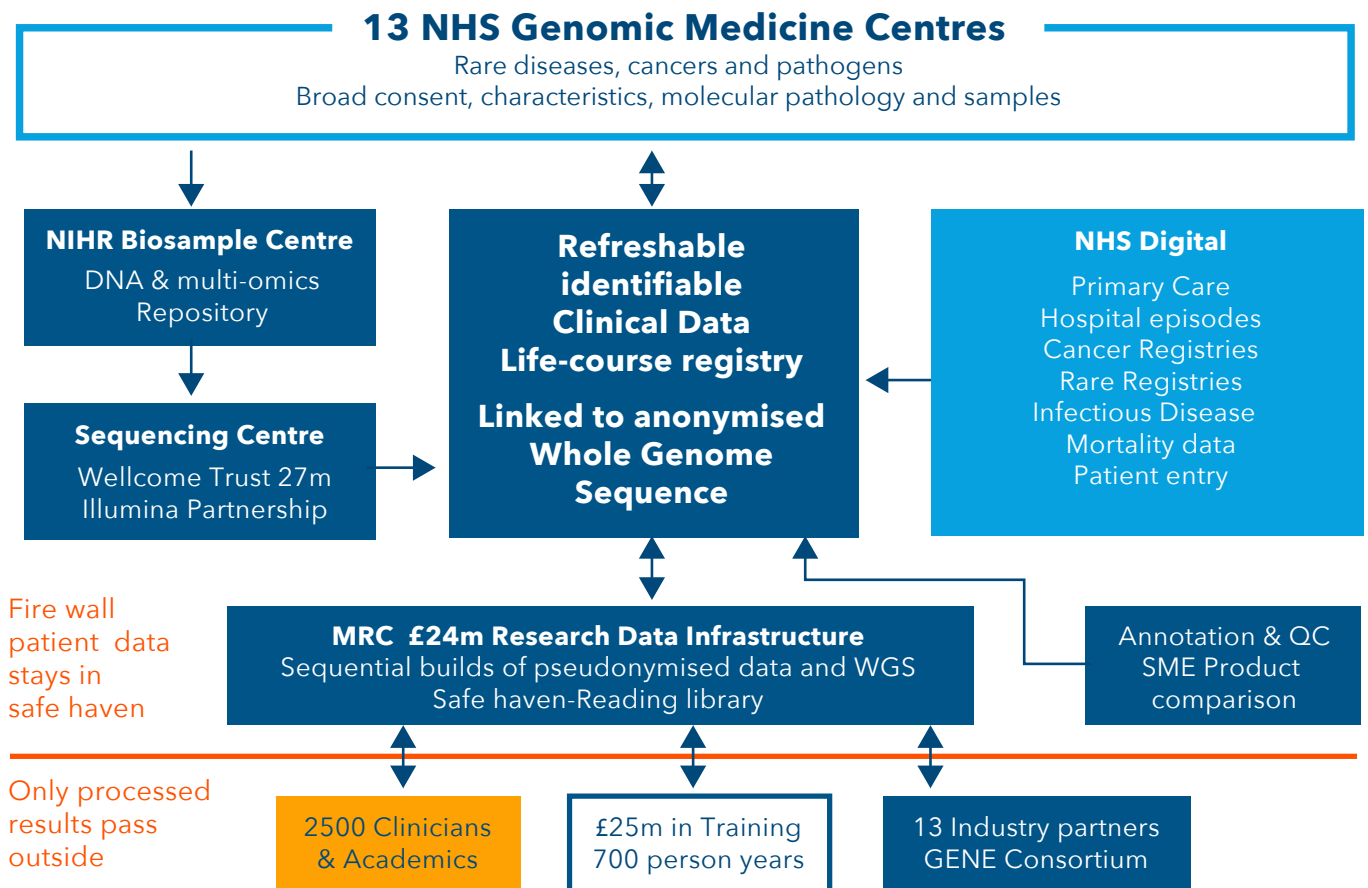 13 NHS Genomic Medicine Centres
Rare diseases, cancers and pathogens
Broad consent, characteristics, molecular pathology and samples
NIHR Biosample Centre
DNA & multi-omics
Repository
Sequencing Centre
Wellcome Trust 27m
Illumina Partnership
Refreshable
identifiable
Clinical Data
Life-course registry
Linked to anonymised
Whole Genome
Sequence
NHS Digital
Primary Care
Hospital episodes
Cancer Registries
Rare Registries
Infectious Disease
Mortality data
Patient entry
Fire wall
patient data
stays in
safe haven
MRC £24m Research Data Infrastructure
Sequential builds of pseudonymised data and WGS
Safe haven-Reading library
Annotation & QC
SME Product
comparison
Only processed
results pass
outside
2500 Clinicians
& Academics
£25m in Training
700 person years
13 Industry partners
GENE Consortium